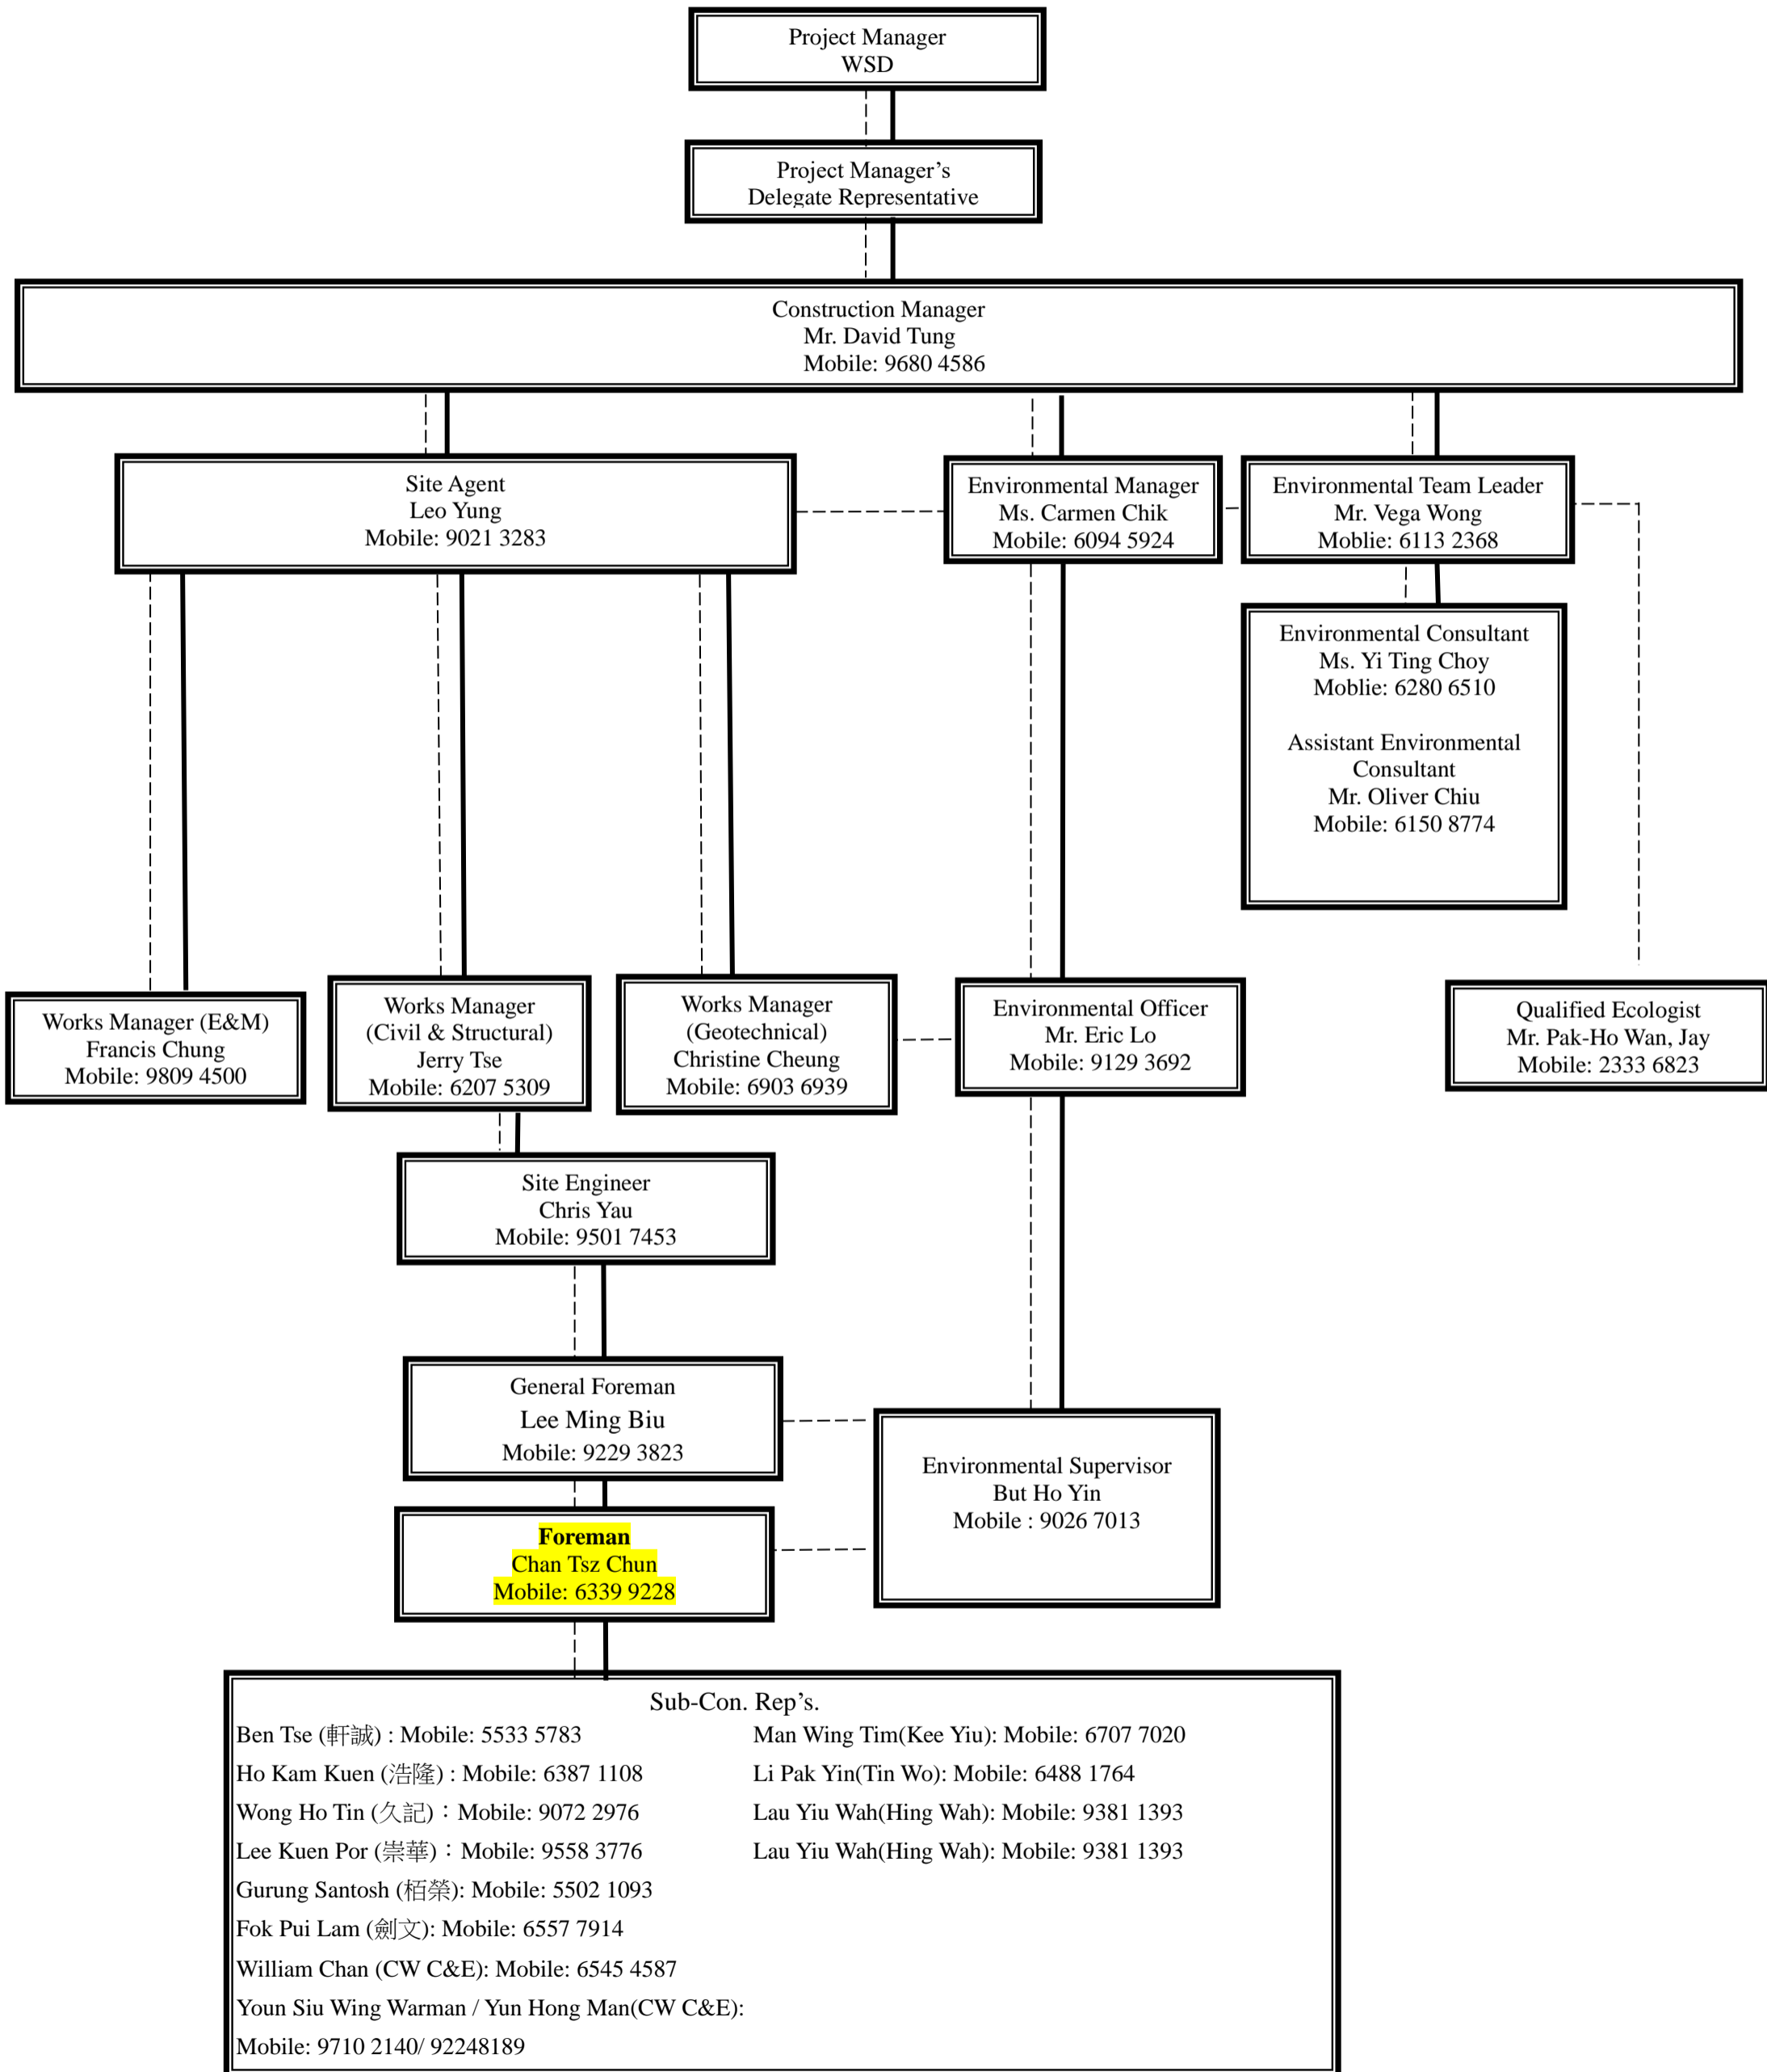 Project Manager
WSD
Project Manager’s
Delegate Representative
Construction Manager
Mr. David Tung
Mobile: 9680 4586
Site Agent
Leo Yung
Mobile: 9021 3283
Environmental Manager
Ms. Carmen Chik
Mobile: 6094 5924
Environmental Team Leader
Mr. Vega Wong
Moblie: 6113 2368
Environmental Consultant
Ms. Yi Ting Choy
Moblie: 6280 6510
Assistant Environmental
Consultant
Mr. Oliver Chiu
Mobile: 6150 8774
Works Manager (E&M)
Francis Chung
Mobile: 9809 4500
Works Manager
(Civil & Structural)
Jerry Tse
Mobile: 6207 5309
Works Manager
(Geotechnical)
Christine Cheung
Mobile: 6903 6939
Environmental Officer
Mr. Eric Lo
Mobile: 9129 3692
Qualified Ecologist
Mr. Pak-Ho Wan, Jay
Mobile: 2333 6823
Site Engineer
Chris Yau
Mobile: 9501 7453
General Foreman
Lee Ming Biu
Mobile: 9229 3823
Environmental Supervisor
But Ho Yin
Mobile : 9026 7013
Foreman
Chan Tsz Chun
Mobile: 6339 9228
Sub-Con. Rep’s.
Ben Tse (軒誠) : Mobile: 5533 5783
Ho Kam Kuen (浩隆) : Mobile: 6387 1108
Wong Ho Tin (久記)：Mobile: 9072 2976
Lee Kuen Por (崇華)：Mobile: 9558 3776
Gurung Santosh (栢榮): Mobile: 5502 1093
Fok Pui Lam (劍文): Mobile: 6557 7914
William Chan (CW C&E): Mobile: 6545 4587
Youn Siu Wing Warman / Yun Hong Man(CW C&E):
Mobile: 9710 2140/ 92248189
Man Wing Tim(Kee Yiu): Mobile: 6707 7020
Li Pak Yin(Tin Wo): Mobile: 6488 1764
Lau Yiu Wah(Hing Wah): Mobile: 9381 1393
Lau Yiu Wah(Hing Wah): Mobile: 9381 1393